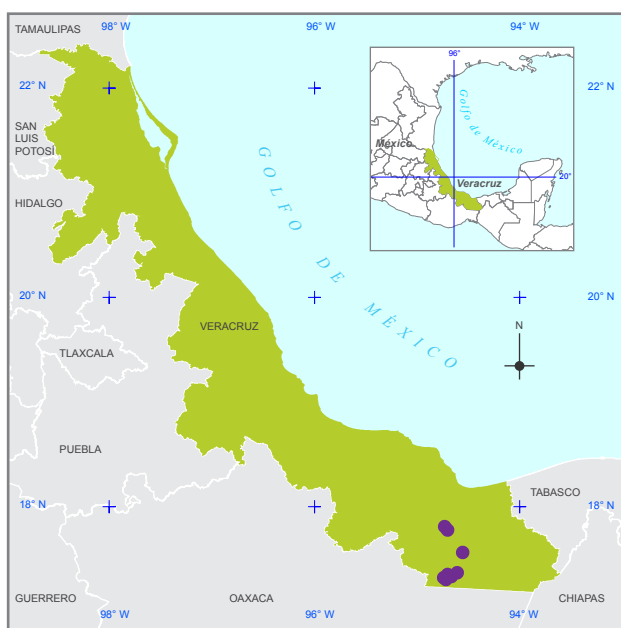 98° W
96° W
94° W
TAMAULIPAS
22° N
22° N
SAN
LUIS
POTOSÍ
HIDALGO
96°
Golfo de México
México
Veracruz
20°
GOLFO DE MÉXICO
20° N
20° N
VERACRUZ
N
TLAXCALA
PUEBLA
TABASCO
18° N
18° N
GUERRERO
OAXACA
CHIAPAS
98° W
96° W
94° W